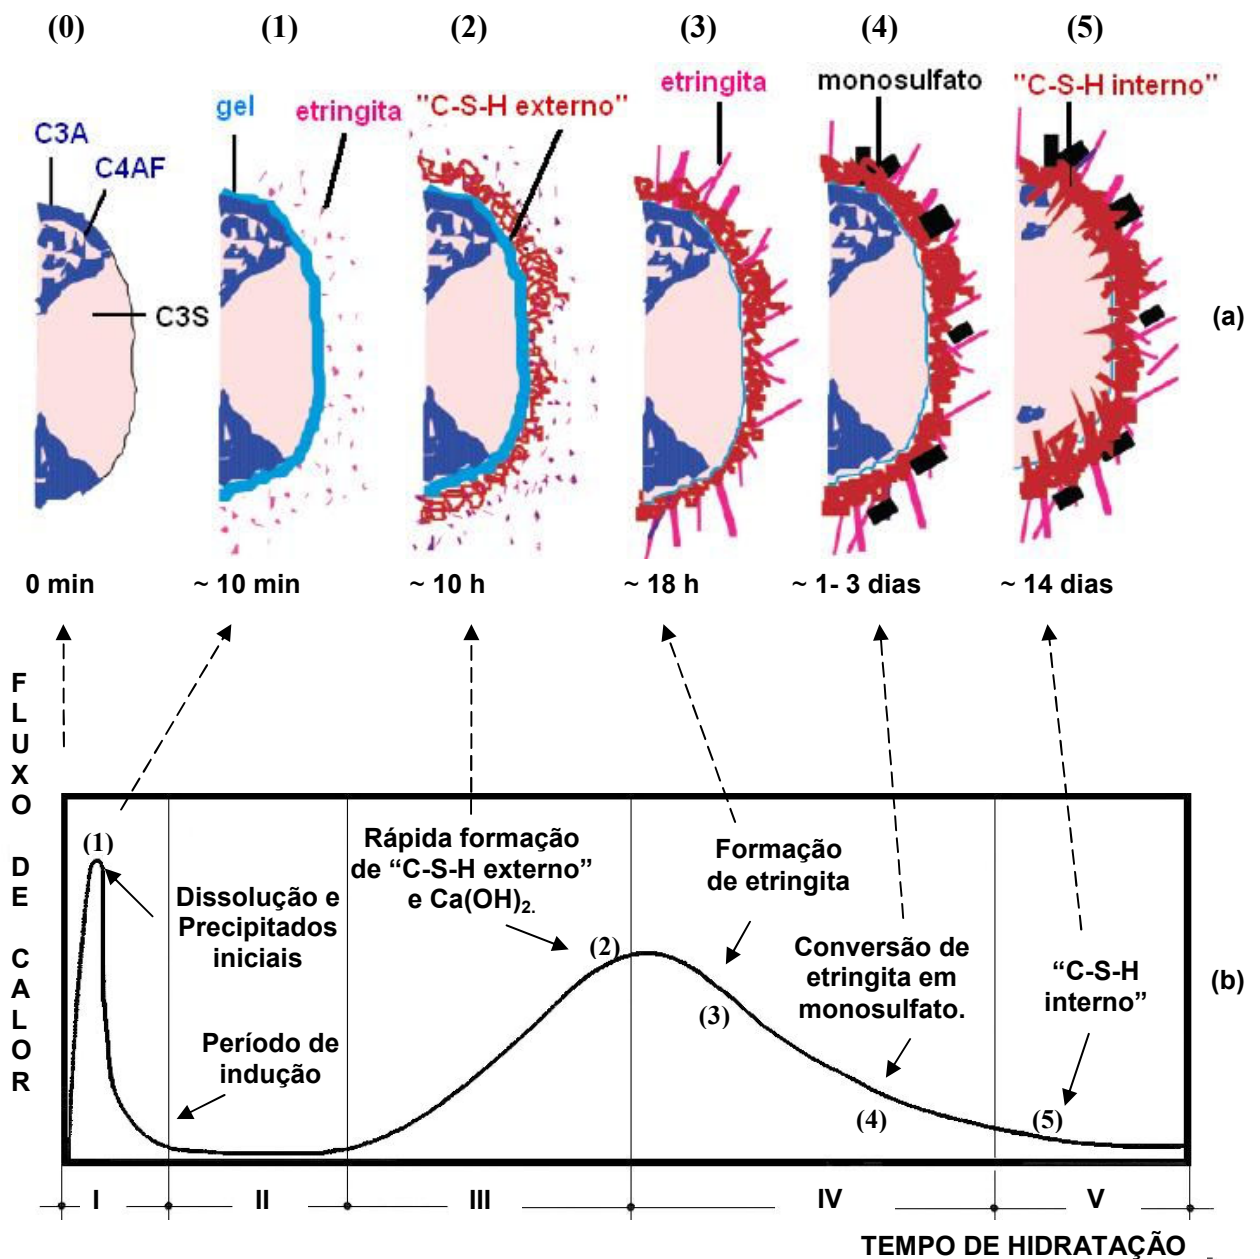 (0) (1) (2) (3) (4) (5)
etringita monosulfato "C-S-H interno"
gel etringita "C-S-H externo"
C3A
C4AF
C3S
(a)
0 min ~ 10 min ~ 10 h ~ 18 h ~ 1- 3 dias ~ 14 dias
FLUXO DE CALOR
(1)
Dissolução e
Precipitados
iniciais
Período de
indução
Rápida formação
de “C-S-H externo”
e Ca(OH)2.
(2)
Formação
de etringita
(3)
Conversão de
etringita em
monosulfato.
(4)
“C-S-H
interno”
(5)
(b)
I II III IV V
TEMPO DE HIDRATAÇÃO